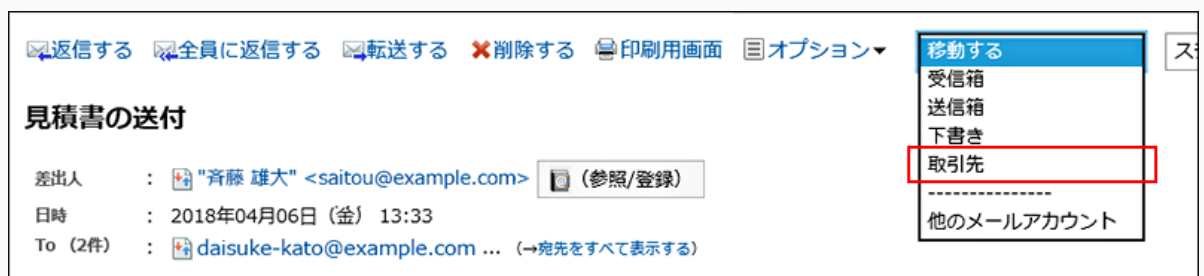 返信する 全員に返信する 転送する 削除する 印刷用画面 オプション▼ 移動する
受信箱
送信箱
下書き
取引先
---------------
他のメールアカウント
見積書の送付
差出人 : "斉藤 雄大" <saitou@example.com> (参照/登録)
日時 : 2018年04月06日 (金) 13:33
To (2件) : daisuke-kato@example.com ... (→宛先をすべて表示する)